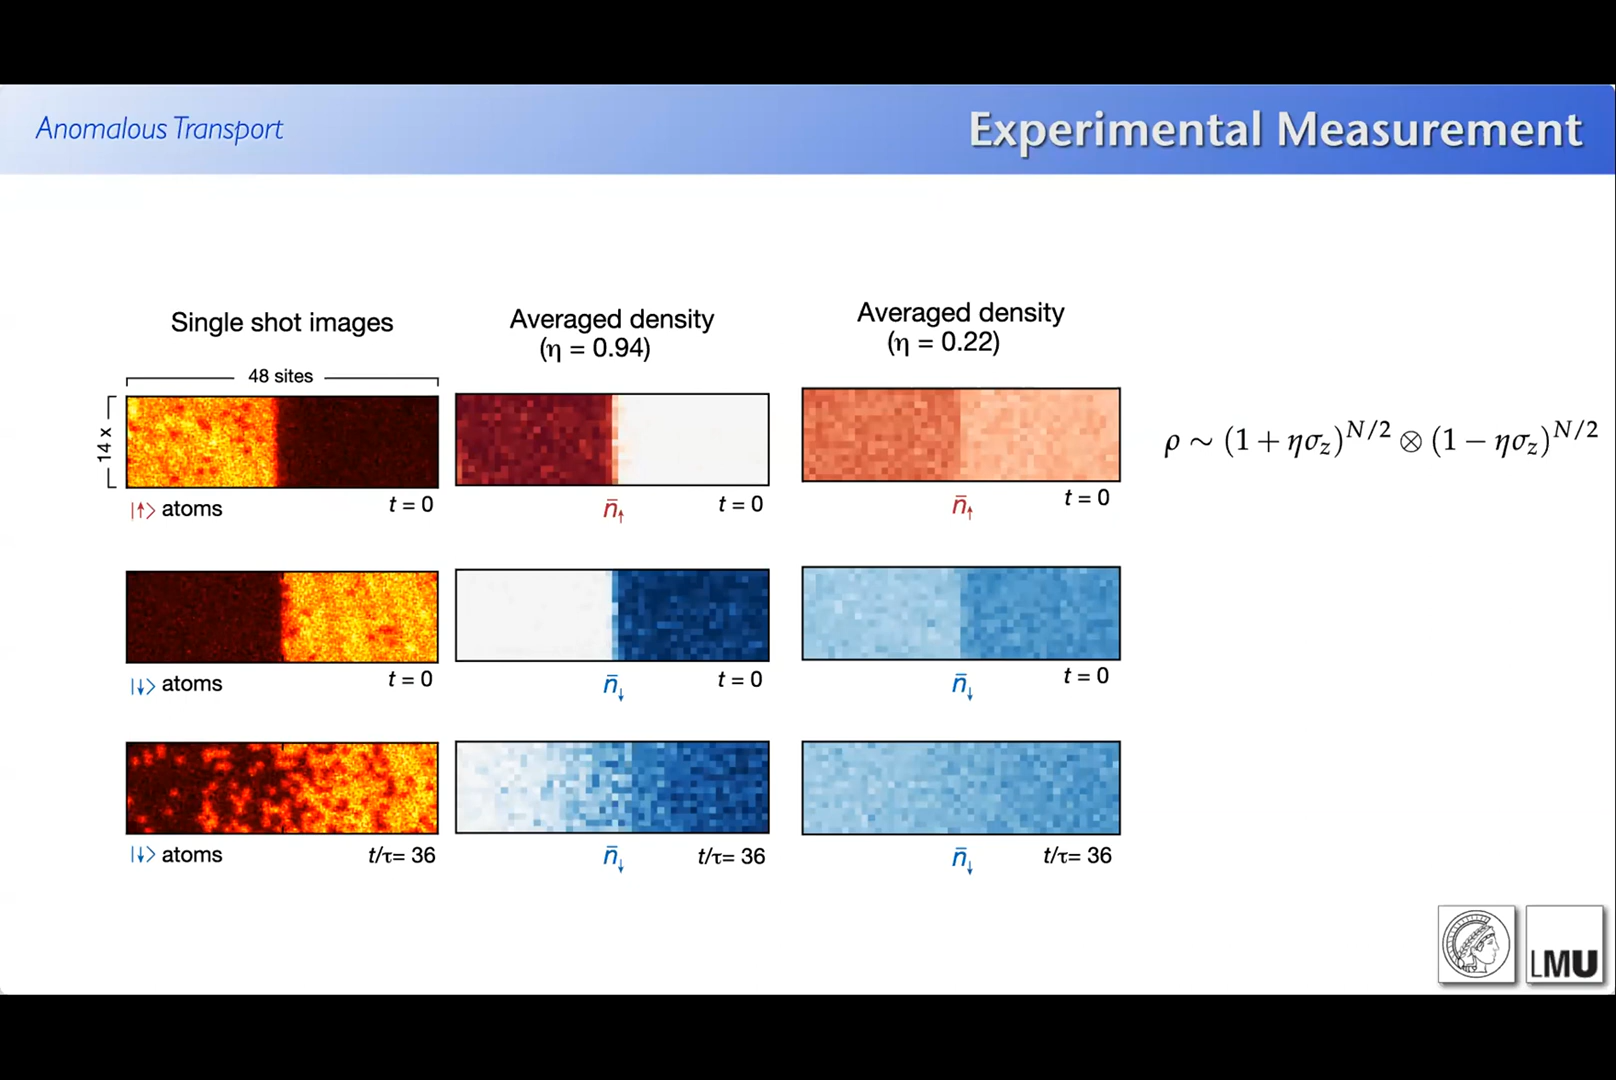 Anomalous Transport
Experimental Measurement
Single shot images
Averaged density
(η = 0.94)
Averaged density
(η = 0.22)
48 sites
14 x
|↑> atoms
t = 0
n̄↑
t = 0
n̄↑
t = 0
ρ ∼ (1 + ησz)^N/2 ⊗ (1 − ησz)^N/2
|↓> atoms
t = 0
n̄↓
t = 0
n̄↓
t = 0
|↓> atoms
t/τ= 36
n̄↓
t/τ= 36
n̄↓
t/τ= 36
LMU